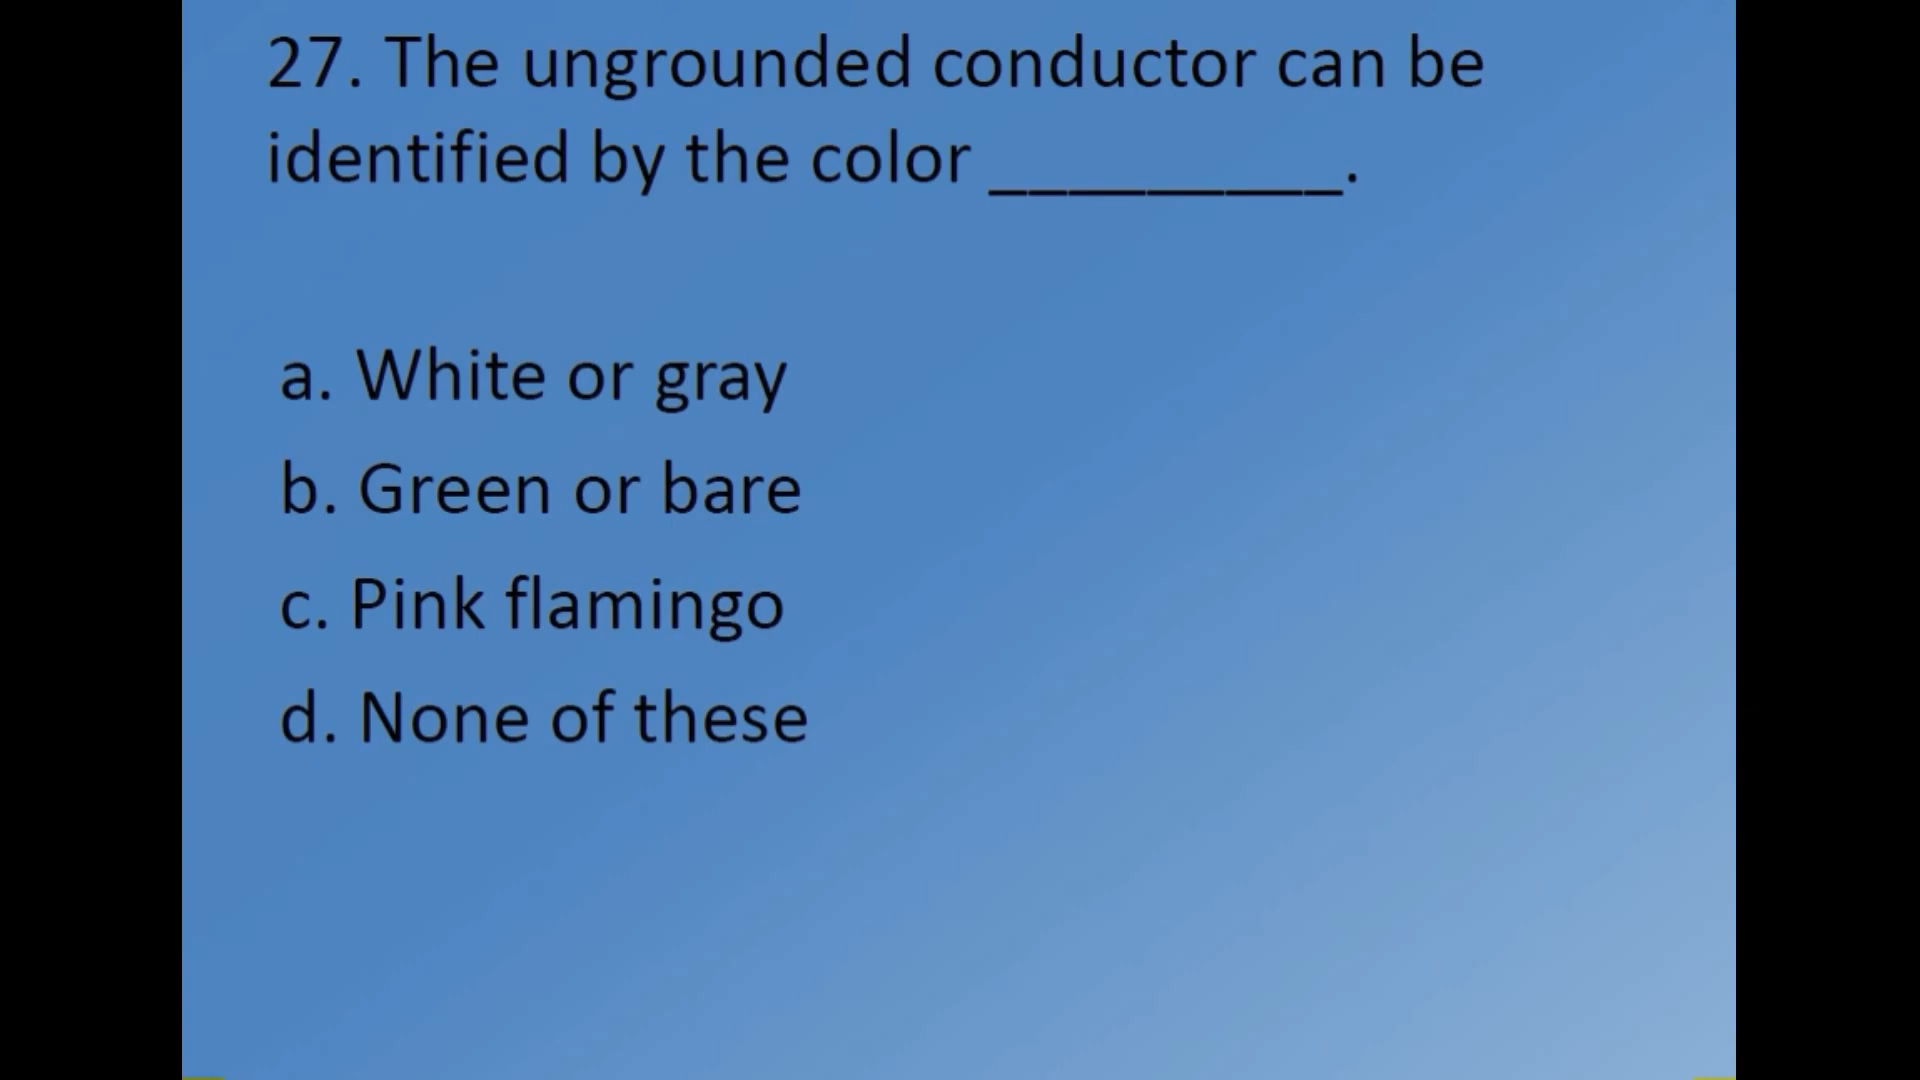 27. The ungrounded conductor can be
identified by the color _________.
a. White or gray
b. Green or bare
c. Pink flamingo
d. None of these